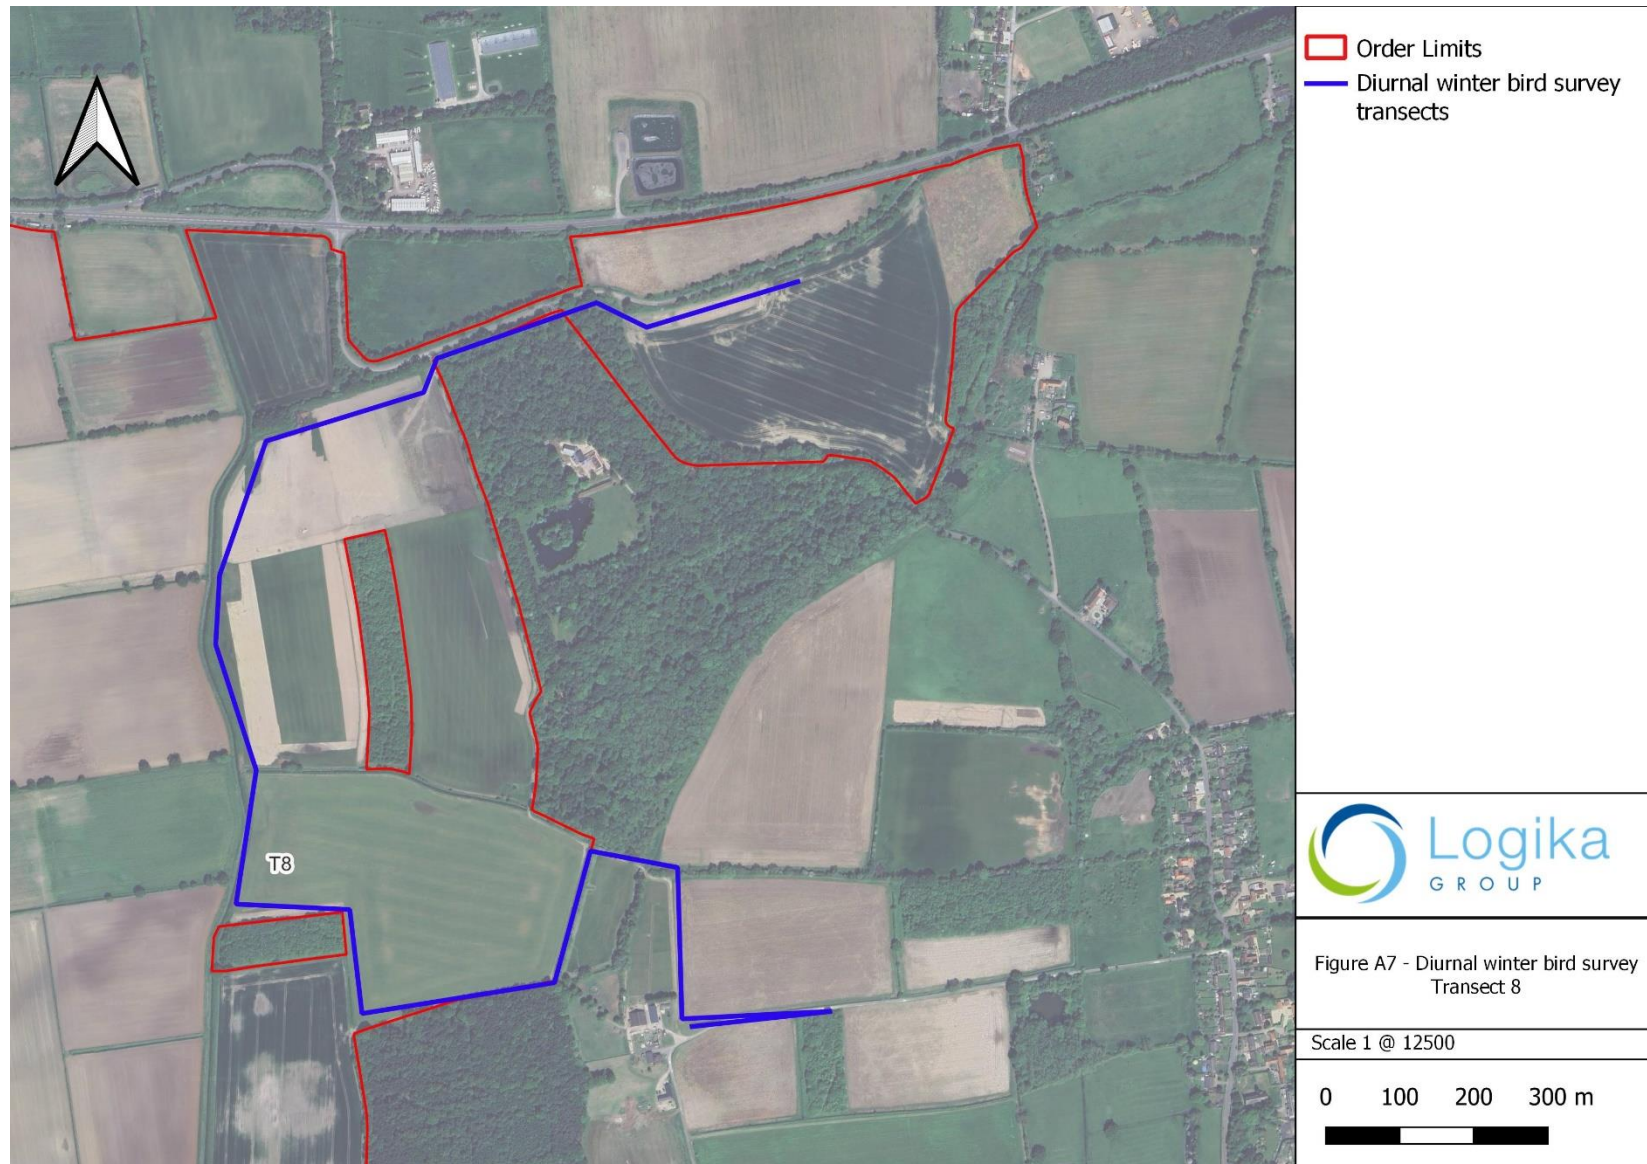 Order Limits
Diurnal winter bird survey
transects
T8
Logika
GROUP
Figure A7 - Diurnal winter bird survey
Transect 8
Scale 1 @ 12500
0 100 200 300 m